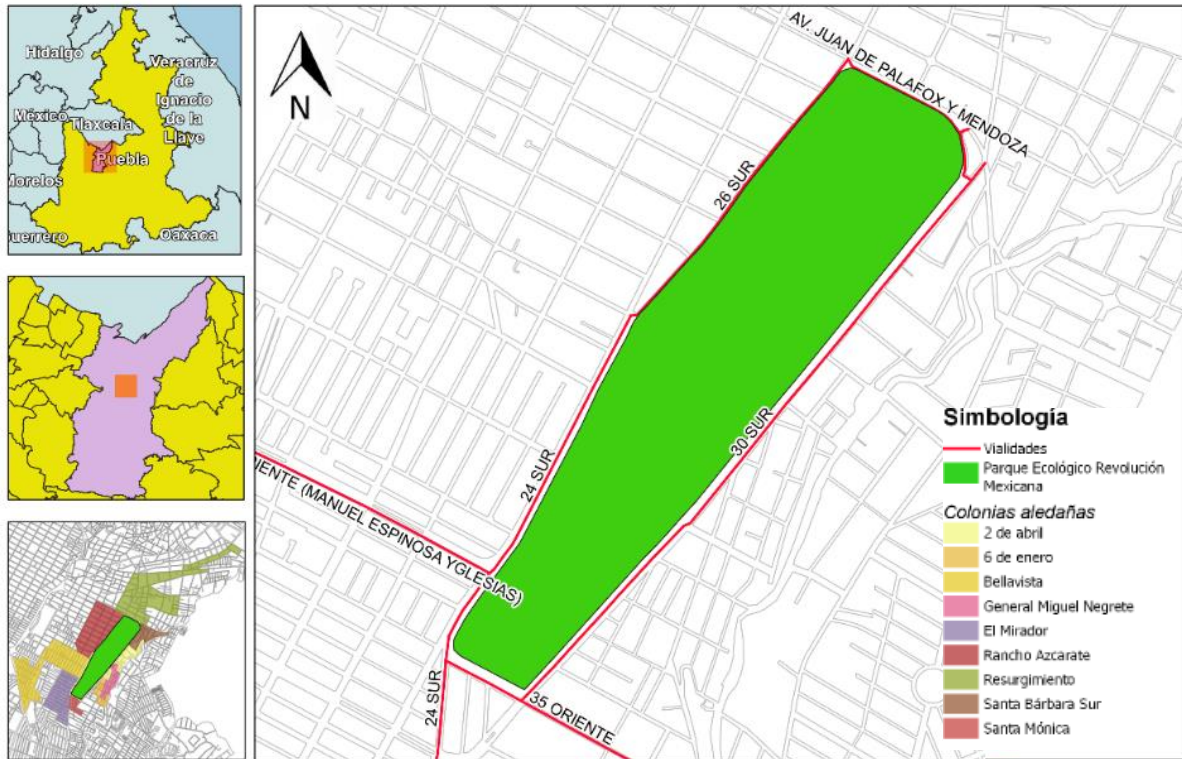 Hidalgo
Veracruz
de
Ignacio
de la
Llave
México
Tlaxcala
Puebla
Morelos
Guerrero
Oaxaca
N
AV. JUAN DE PALAFOX Y MENDOZA
26 SUR
24 SUR
30 SUR
RIENTE (MANUEL ESPINOSA YGLESIAS)
24 SUR
35 ORIENTE
Simbología
Vialidades
Parque Ecológico Revolución
Mexicana
Colonias aledañas
2 de abril
6 de enero
Bellavista
General Miguel Negrete
El Mirador
Rancho Azcarate
Resurgimiento
Santa Bárbara Sur
Santa Mónica